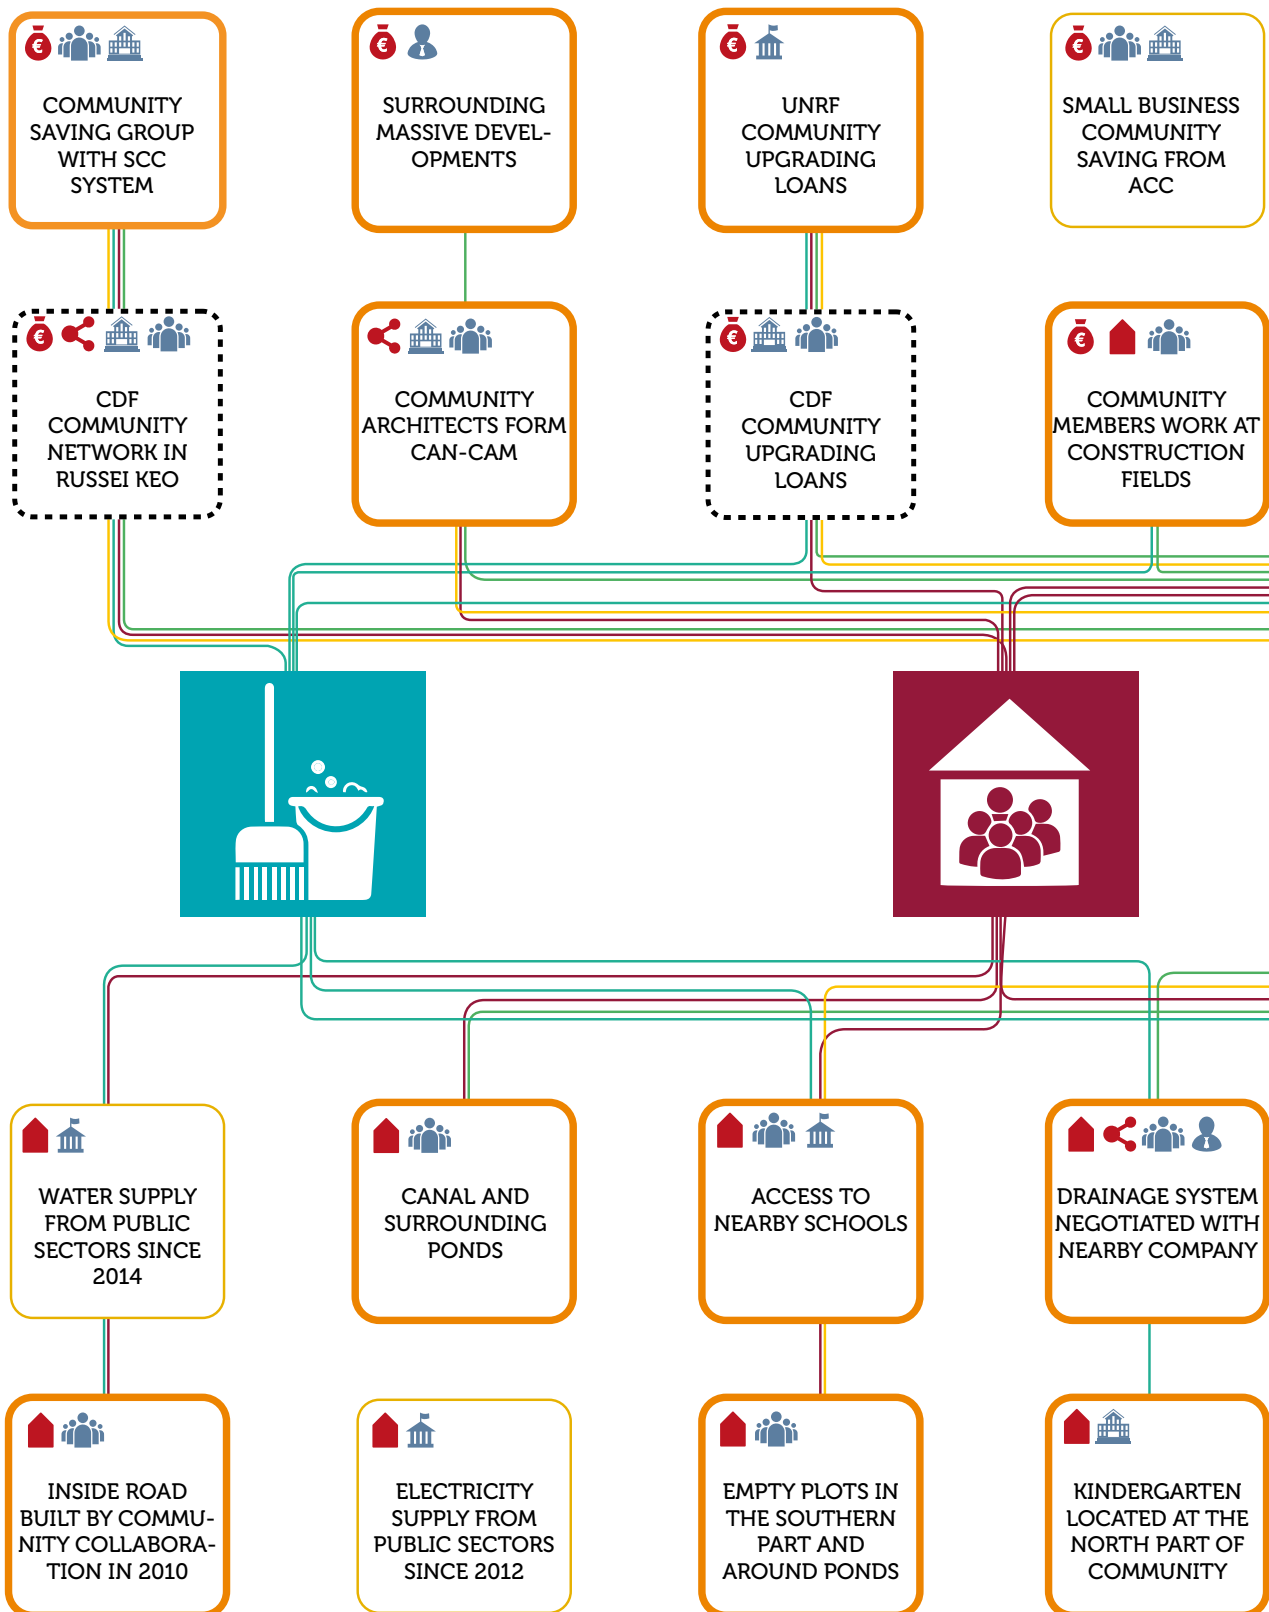 COMMUNITY
SAVING GROUP
WITH SCC
SYSTEM
SURROUNDING
MASSIVE DEVEL-
OPMENTS
UNRF
COMMUNITY
UPGRADING
LOANS
SMALL BUSINESS
COMMUNITY
SAVING FROM
ACC
CDF
COMMUNITY
NETWORK IN
RUSSEI KEO
COMMUNITY
ARCHITECTS FORM
CAN-CAM
CDF
COMMUNITY
UPGRADING
LOANS
COMMUNITY
MEMBERS WORK AT
CONSTRUCTION
FIELDS
WATER SUPPLY
FROM PUBLIC
SECTORS SINCE
2014
CANAL AND
SURROUNDING
PONDS
ACCESS TO
NEARBY SCHOOLS
DRAINAGE SYSTEM
NEGOTIATED WITH
NEARBY COMPANY
INSIDE ROAD
BUILT BY COMMU-
NITY COLLABORA-
TION IN 2010
ELECTRICITY
SUPPLY FROM
PUBLIC SECTORS
SINCE 2012
EMPTY PLOTS IN
THE SOUTHERN
PART AND
AROUND PONDS
KINDERGARTEN
LOCATED AT THE
NORTH PART OF
COMMUNITY